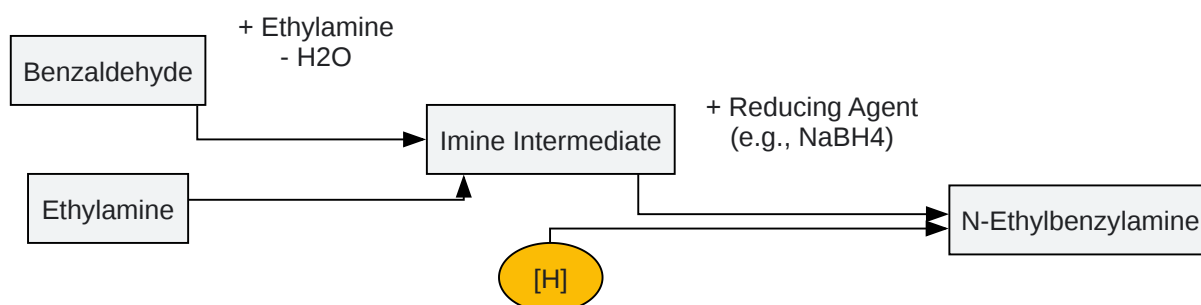 + Ethylamine
- H2O
Benzaldehyde
+ Reducing Agent
(e.g., NaBH4)
Imine Intermediate
Ethylamine
N-Ethylbenzylamine
[H]